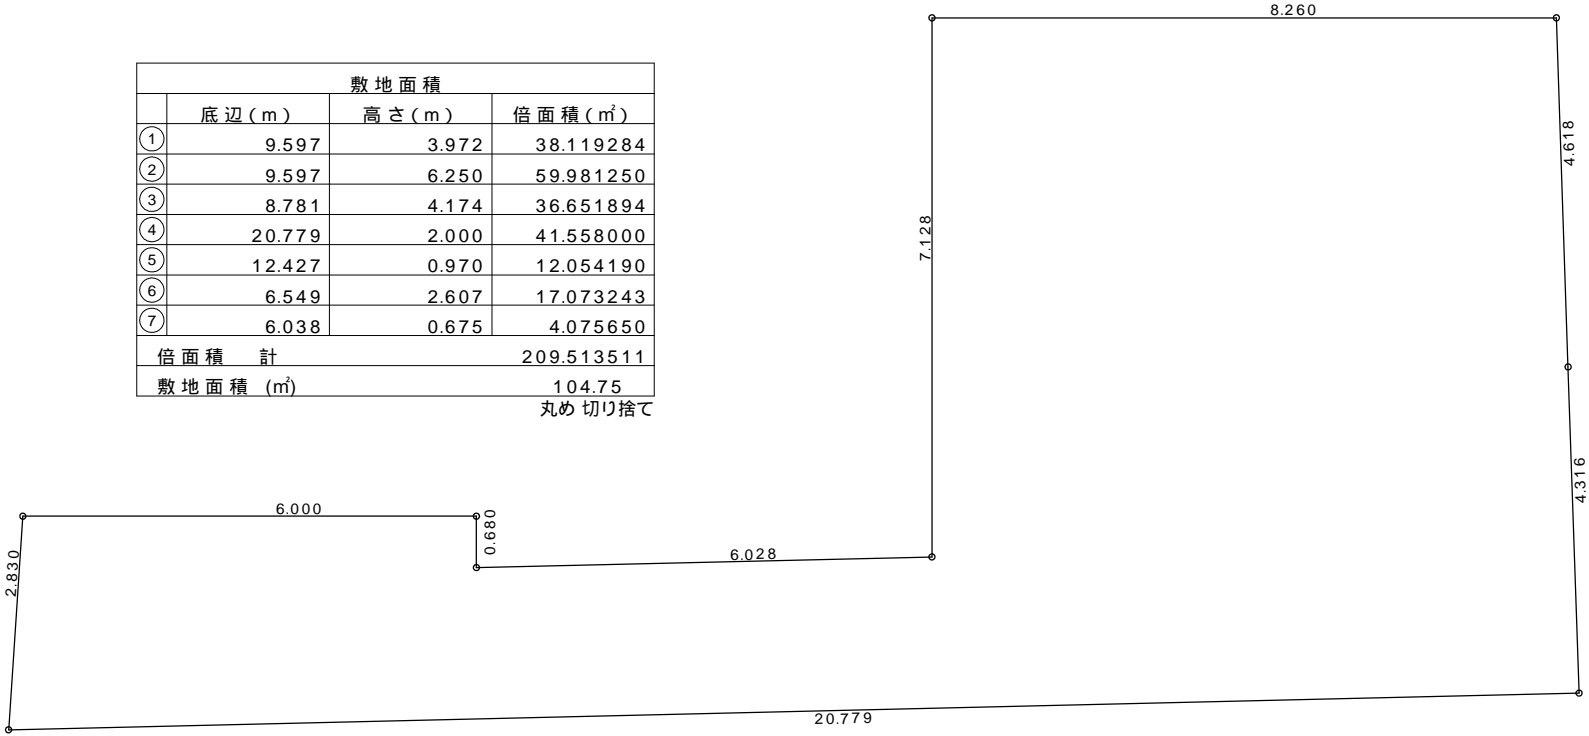 8.260
敷地面積
底辺(m) 高さ(m) 倍面積(㎡)
① 9.597 3.972 38.119284
② 9.597 6.250 59.981250
③ 8.781 4.174 36.651894
④ 20.779 2.000 41.558000
⑤ 12.427 0.970 12.054190
⑥ 6.549 2.607 17.073243
⑦ 6.038 0.675 4.075650
倍面積 計 209.513511
敷地面積 (㎡) 104.75
丸め 切り捨て
4.618
7.128
4.316
6.000
0.680
6.028
2.830
20.779